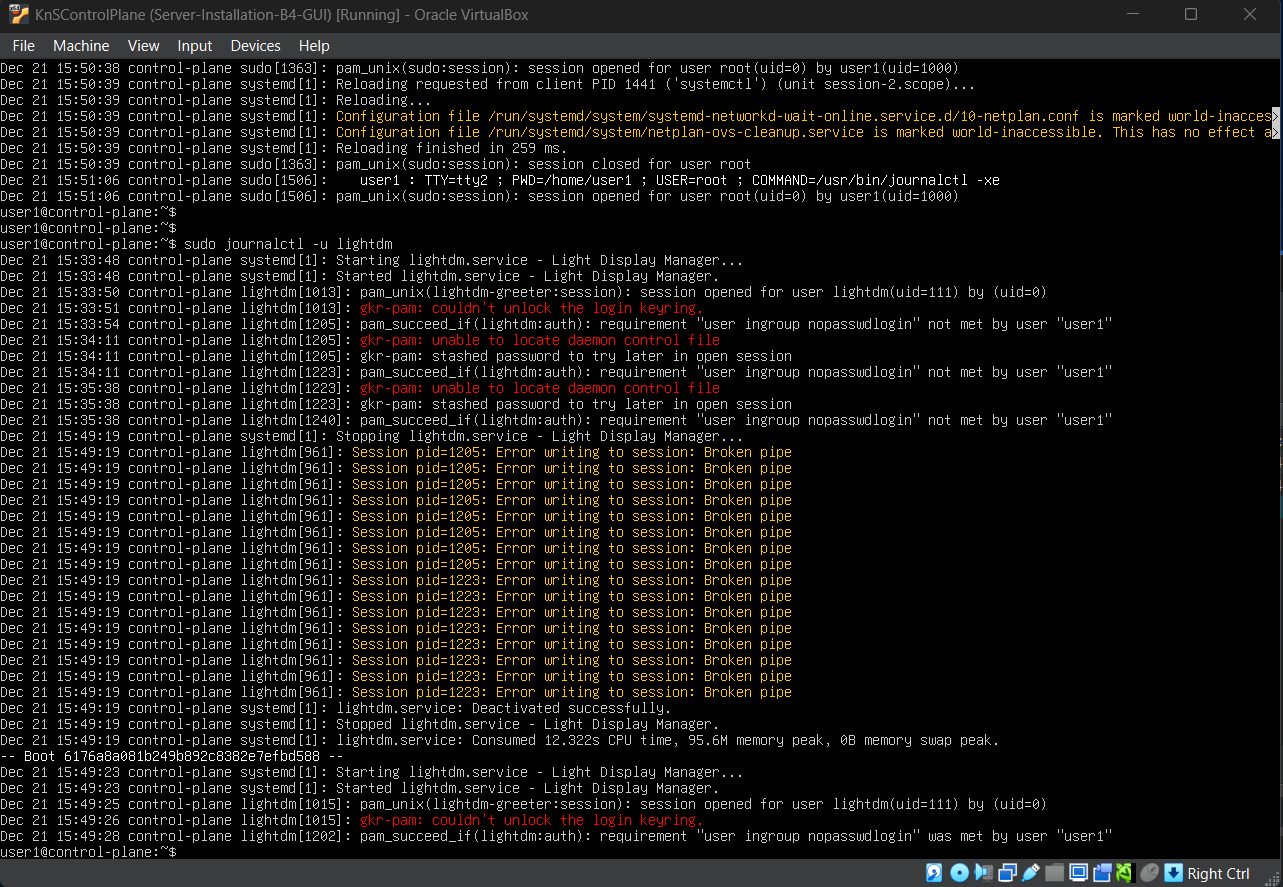 KnSControlPlane (Server-Installation-B4-GUI) [Running] - Oracle VirtualBox
File Machine View Input Devices Help
Dec 21 15:50:38 control-plane sudo[1363]: pam_unix(sudo:session): session opened for user root(uid=0) by user1(uid=1000)
Dec 21 15:50:39 control-plane systemd[1]: Reloading requested from client PID 1441 ('systemctl') (unit session-2.scope)...
Dec 21 15:50:39 control-plane systemd[1]: Reloading...
Dec 21 15:50:39 control-plane systemd[1]: Configuration file /run/systemd/system/systemd-networkd-wait-online.service.d/10-netplan.conf is marked world-inacces>
Dec 21 15:50:39 control-plane systemd[1]: Configuration file /run/systemd/system/netplan-ovs-cleanup.service is marked world-inaccessible. This has no effect a>
Dec 21 15:50:39 control-plane systemd[1]: Reloading finished in 259 ms.
Dec 21 15:50:39 control-plane sudo[1363]: pam_unix(sudo:session): session closed for user root
Dec 21 15:51:06 control-plane sudo[1506]:    user1 : TTY=tty2 ; PWD=/home/user1 ; USER=root ; COMMAND=/usr/bin/journalctl -xe
Dec 21 15:51:06 control-plane sudo[1506]: pam_unix(sudo:session): session opened for user root(uid=0) by user1(uid=1000)
user1@control-plane:~$
user1@control-plane:~$
user1@control-plane:~$ sudo journalctl -u lightdm
Dec 21 15:33:48 control-plane systemd[1]: Starting lightdm.service - Light Display Manager...
Dec 21 15:33:48 control-plane systemd[1]: Started lightdm.service - Light Display Manager.
Dec 21 15:33:50 control-plane lightdm[1013]: pam_unix(lightdm-greeter:session): session opened for user lightdm(uid=111) by (uid=0)
Dec 21 15:33:51 control-plane lightdm[1013]: gkr-pam: couldn't unlock the login keyring.
Dec 21 15:33:54 control-plane lightdm[1205]: pam_succeed_if(lightdm:auth): requirement "user ingroup nopasswdlogin" not met by user "user1"
Dec 21 15:34:11 control-plane lightdm[1205]: gkr-pam: unable to locate daemon control file
Dec 21 15:34:11 control-plane lightdm[1205]: gkr-pam: stashed password to try later in open session
Dec 21 15:34:11 control-plane lightdm[1223]: pam_succeed_if(lightdm:auth): requirement "user ingroup nopasswdlogin" not met by user "user1"
Dec 21 15:35:38 control-plane lightdm[1223]: gkr-pam: unable to locate daemon control file
Dec 21 15:35:38 control-plane lightdm[1223]: gkr-pam: stashed password to try later in open session
Dec 21 15:35:38 control-plane lightdm[1240]: pam_succeed_if(lightdm:auth): requirement "user ingroup nopasswdlogin" not met by user "user1"
Dec 21 15:49:19 control-plane systemd[1]: Stopping lightdm.service - Light Display Manager...
Dec 21 15:49:19 control-plane lightdm[961]: Session pid=1205: Error writing to session: Broken pipe
Dec 21 15:49:19 control-plane lightdm[961]: Session pid=1205: Error writing to session: Broken pipe
Dec 21 15:49:19 control-plane lightdm[961]: Session pid=1205: Error writing to session: Broken pipe
Dec 21 15:49:19 control-plane lightdm[961]: Session pid=1205: Error writing to session: Broken pipe
Dec 21 15:49:19 control-plane lightdm[961]: Session pid=1205: Error writing to session: Broken pipe
Dec 21 15:49:19 control-plane lightdm[961]: Session pid=1205: Error writing to session: Broken pipe
Dec 21 15:49:19 control-plane lightdm[961]: Session pid=1205: Error writing to session: Broken pipe
Dec 21 15:49:19 control-plane lightdm[961]: Session pid=1205: Error writing to session: Broken pipe
Dec 21 15:49:19 control-plane lightdm[961]: Session pid=1223: Error writing to session: Broken pipe
Dec 21 15:49:19 control-plane lightdm[961]: Session pid=1223: Error writing to session: Broken pipe
Dec 21 15:49:19 control-plane lightdm[961]: Session pid=1223: Error writing to session: Broken pipe
Dec 21 15:49:19 control-plane lightdm[961]: Session pid=1223: Error writing to session: Broken pipe
Dec 21 15:49:19 control-plane lightdm[961]: Session pid=1223: Error writing to session: Broken pipe
Dec 21 15:49:19 control-plane lightdm[961]: Session pid=1223: Error writing to session: Broken pipe
Dec 21 15:49:19 control-plane lightdm[961]: Session pid=1223: Error writing to session: Broken pipe
Dec 21 15:49:19 control-plane lightdm[961]: Session pid=1223: Error writing to session: Broken pipe
Dec 21 15:49:19 control-plane systemd[1]: lightdm.service: Deactivated successfully.
Dec 21 15:49:19 control-plane systemd[1]: Stopped lightdm.service - Light Display Manager.
Dec 21 15:49:19 control-plane systemd[1]: lightdm.service: Consumed 12.322s CPU time, 95.6M memory peak, 0B memory swap peak.
-- Boot 6176a8a081b249b892c8382e7efbd588 --
Dec 21 15:49:23 control-plane systemd[1]: Starting lightdm.service - Light Display Manager...
Dec 21 15:49:23 control-plane systemd[1]: Started lightdm.service - Light Display Manager.
Dec 21 15:49:25 control-plane lightdm[1015]: pam_unix(lightdm-greeter:session): session opened for user lightdm(uid=111) by (uid=0)
Dec 21 15:49:26 control-plane lightdm[1015]: gkr-pam: couldn't unlock the login keyring.
Dec 21 15:49:28 control-plane lightdm[1202]: pam_succeed_if(lightdm:auth): requirement "user ingroup nopasswdlogin" was met by user "user1"
user1@control-plane:~$
Right Ctrl